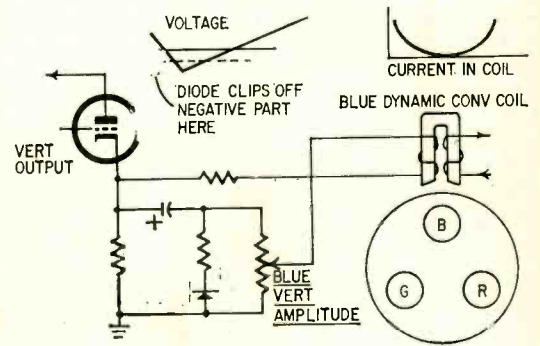 VOLTAGE
DIODE CLIPS OFF
NEGATIVE PART
HERE
CURRENT IN COIL
BLUE DYNAMIC CONV COIL
VERT
OUTPUT
+
B
G
R
BLUE
VERT
AMPLITUDE